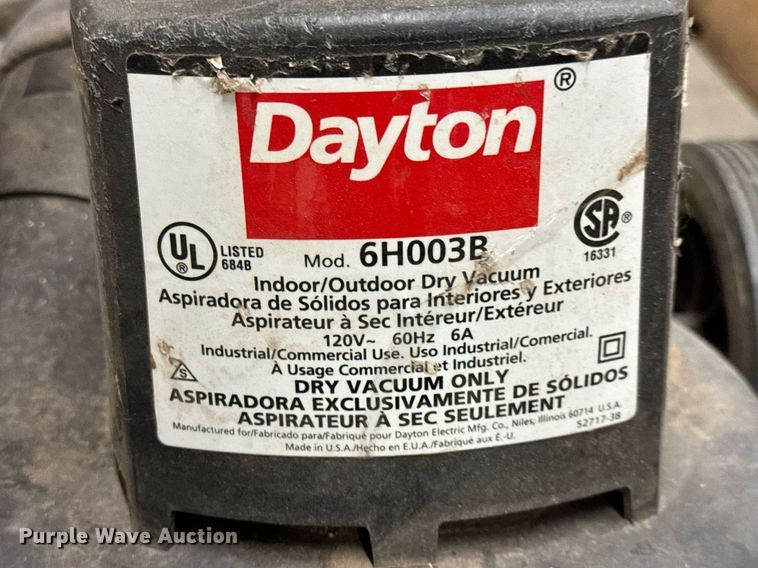 Dayton®
UL® LISTED 684B
Mod. 6H003B
SA® 16331
Indoor/Outdoor Dry Vacuum
Aspiradora de Sólidos para Interiores y Exteriores
Aspirateur à Sec Intéreur/Extéreur
120V~ 60Hz 6A
Industrial/Commercial Use. Uso Industrial/Comercial.
À Usage Commercial et Industriel.
S
DRY VACUUM ONLY
ASPIRADORA EXCLUSIVAMENTE DE SÓLIDOS
ASPIRATEUR À SEC SEULEMENT
Manufactured for/Fabricado para/Fabriqué pour Dayton Electric Mfg. Co., Niles, Illinois 60714 U.S.A.
Made in U.S.A./Hecho en E.U.A./Fabriqué aux É.-U. 52717-38
Purple Wave Auction